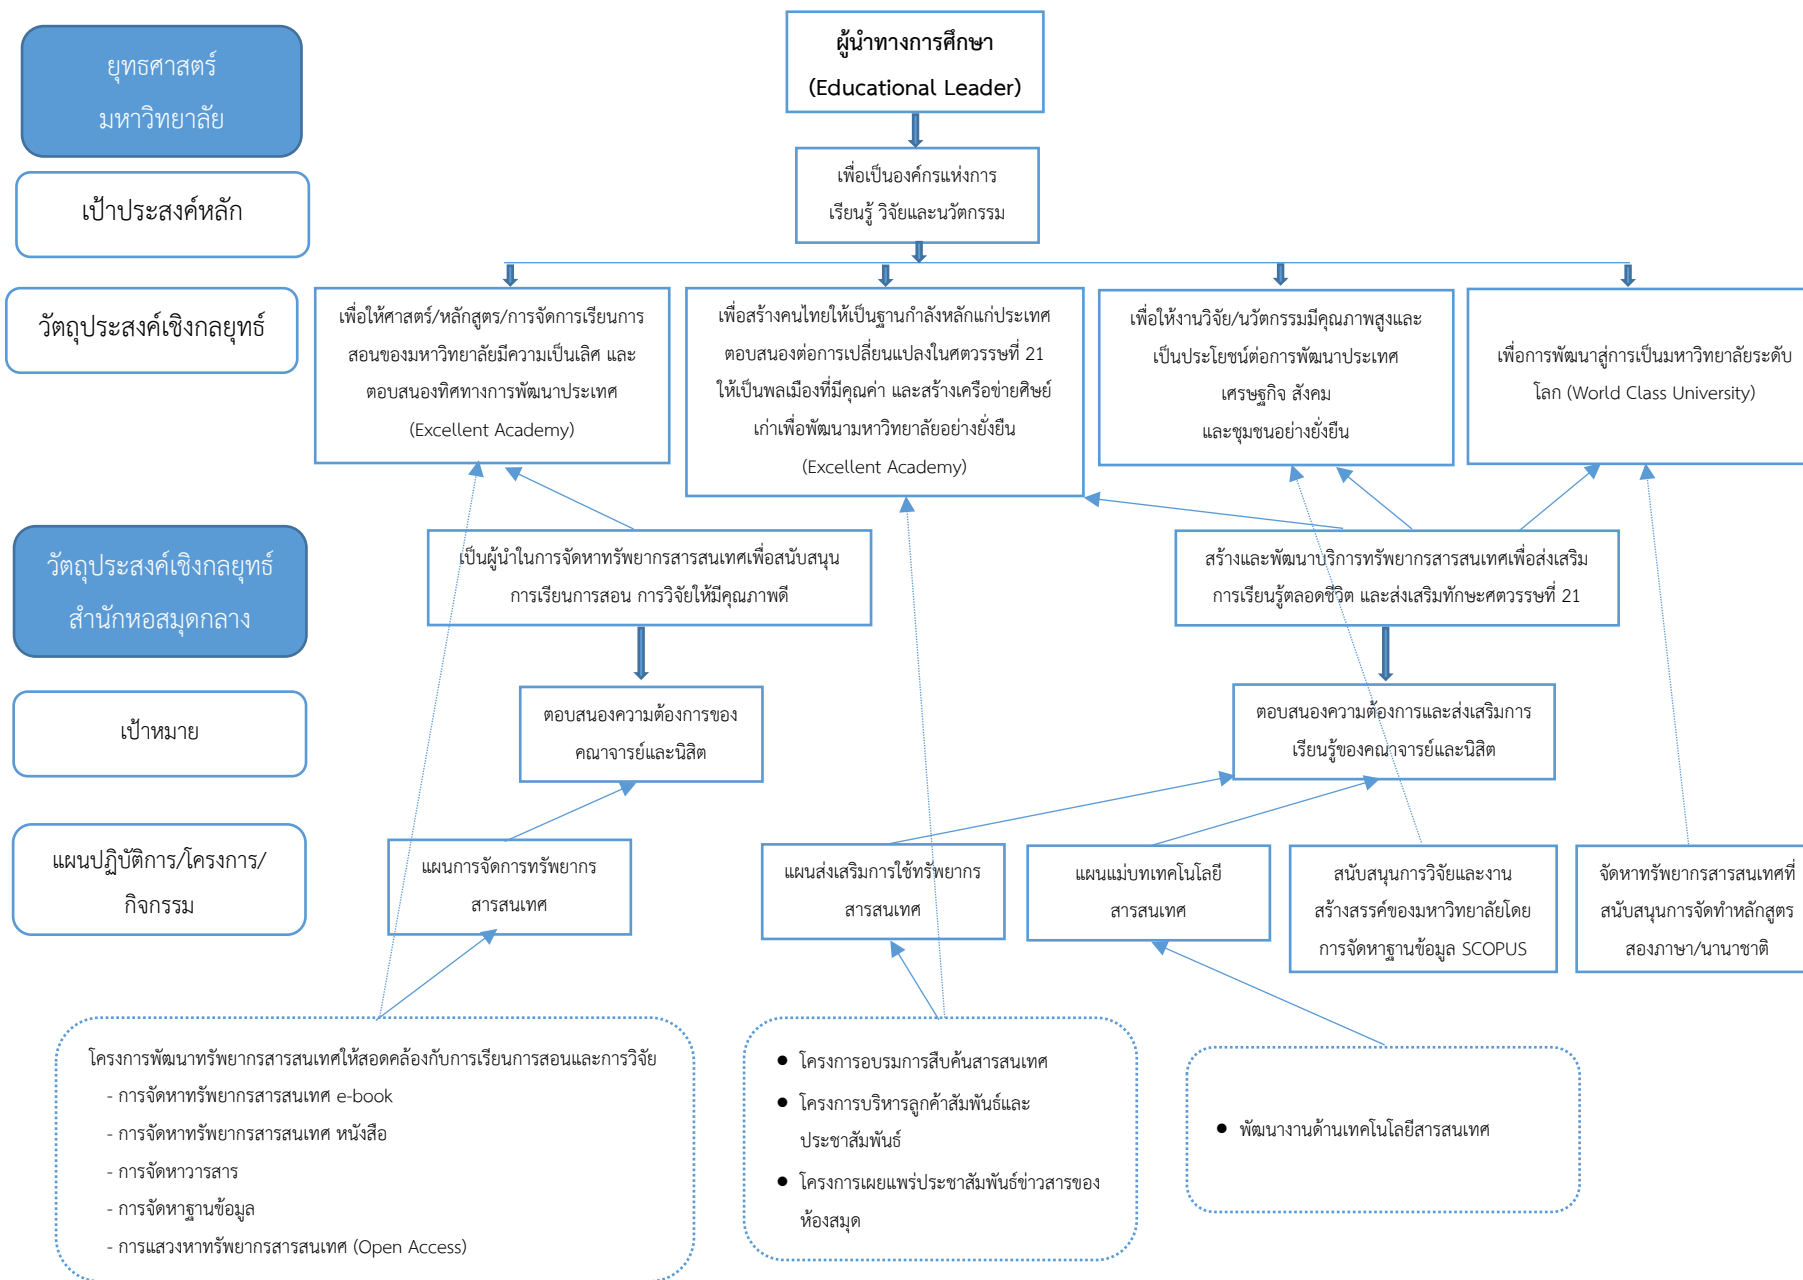 ยุทธศาสตร์
มหาวิทยาลัย
ผู้นำทางการศึกษา
(Educational Leader)
เป้าประสงค์หลัก
เพื่อเป็นองค์กรแห่งการ
เรียนรู้ วิจัยและนวัตกรรม
วัตถุประสงค์เชิงกลยุทธ์
เพื่อให้ศาสตร์/หลักสูตร/การจัดการเรียนการ
สอนของมหาวิทยาลัยมีความเป็นเลิศ และ
ตอบสนองทิศทางการพัฒนาประเทศ
(Excellent Academy)
เพื่อสร้างคนไทยให้เป็นฐานกำลังหลักแก่ประเทศ
ตอบสนองต่อการเปลี่ยนแปลงในศตวรรษที่ 21
ให้เป็นพลเมืองที่มีคุณค่า และสร้างเครือข่ายศิษย์
เก่าเพื่อพัฒนามหาวิทยาลัยอย่างยั่งยืน
(Excellent Academy)
เพื่อให้งานวิจัย/นวัตกรรมมีคุณภาพสูงและ
เป็นประโยชน์ต่อการพัฒนาประเทศ
เศรษฐกิจ สังคม
และชุมชนอย่างยั่งยืน
เพื่อการพัฒนาสู่การเป็นมหาวิทยาลัยระดับ
โลก (World Class University)
วัตถุประสงค์เชิงกลยุทธ์
สำนักหอสมุดกลาง
เป็นผู้นำในการจัดหาทรัพยากรสารสนเทศเพื่อสนับสนุน
การเรียนการสอน การวิจัยให้มีคุณภาพดี
สร้างและพัฒนาบริการทรัพยากรสารสนเทศเพื่อส่งเสริม
การเรียนรู้ตลอดชีวิต และส่งเสริมทักษะศตวรรษที่ 21
เป้าหมาย
ตอบสนองความต้องการของ
คณาจารย์และนิสิต
ตอบสนองความต้องการและส่งเสริมการ
เรียนรู้ของคณาจารย์และนิสิต
แผนปฏิบัติการ/โครงการ/
กิจกรรม
แผนการจัดการทรัพยากร
สารสนเทศ
แผนส่งเสริมการใช้ทรัพยากร
สารสนเทศ
แผนแม่บทเทคโนโลยี
สารสนเทศ
สนับสนุนการวิจัยและงาน
สร้างสรรค์ของมหาวิทยาลัยโดย
การจัดหาฐานข้อมูล SCOPUS
จัดหาทรัพยากรสารสนเทศที่
สนับสนุนการจัดทำหลักสูตร
สองภาษา/นานาชาติ
โครงการพัฒนาทรัพยากรสารสนเทศให้สอดคล้องกับการเรียนการสอนและการวิจัย
- การจัดหาทรัพยากรสารสนเทศ e-book
- การจัดหาทรัพยากรสารสนเทศ หนังสือ
- การจัดหาวารสาร
- การจัดหาฐานข้อมูล
- การแสวงหาทรัพยากรสารสนเทศ (Open Access)
● โครงการอบรมการสืบค้นสารสนเทศ
● โครงการบริหารลูกค้าสัมพันธ์และ
ประชาสัมพันธ์
● โครงการเผยแพร่ประชาสัมพันธ์ข่าวสารของ
ห้องสมุด
● พัฒนางานด้านเทคโนโลยีสารสนเทศ